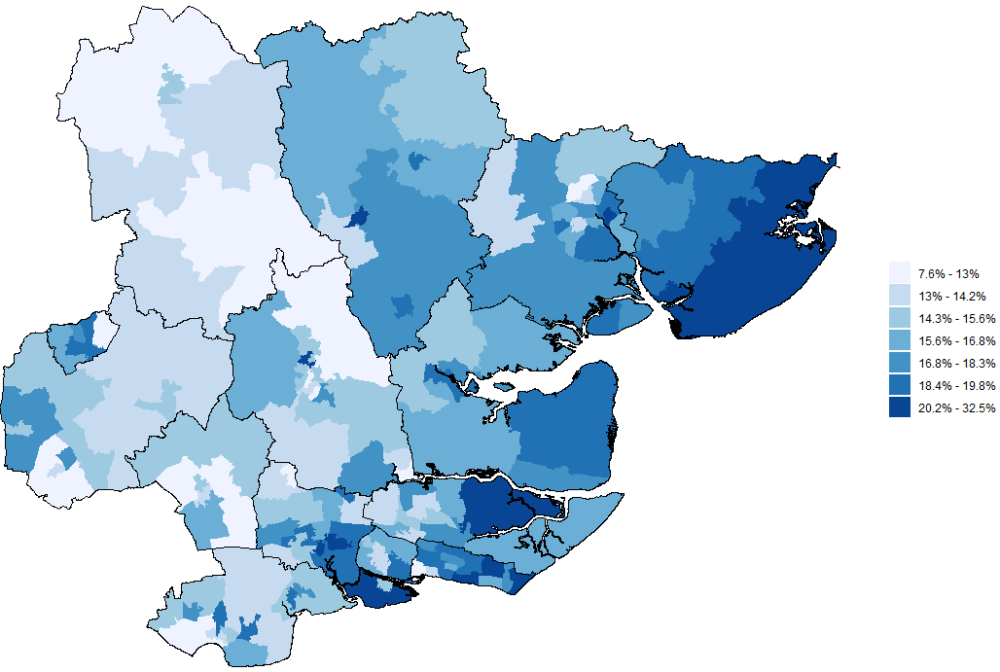 7.6% - 13%
13% - 14.2%
14.3% - 15.6%
15.6% - 16.8%
16.8% - 18.3%
18.4% - 19.8%
20.2% - 32.5%